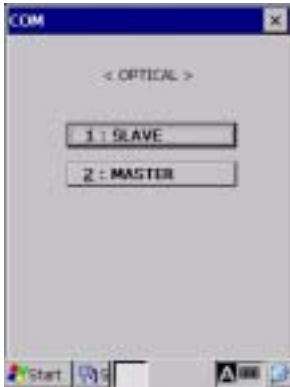 COM
< OPTICAL >
1 : SLAVE
2 : MASTER
Start
A